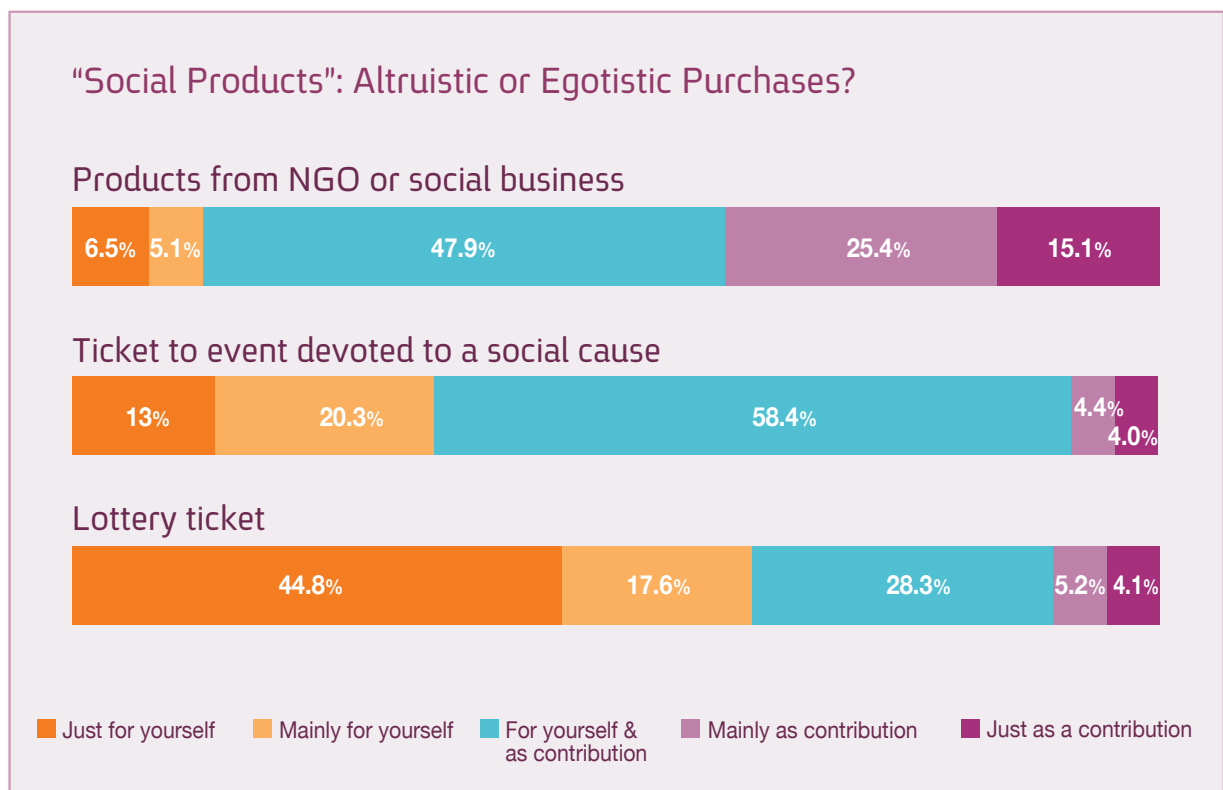 “Social Products”: Altruistic or Egotistic Purchases?
Products from NGO or social business
6.5% 5.1% 47.9% 25.4% 15.1%
Ticket to event devoted to a social cause
13% 20.3% 58.4% 4.4% 4.0%
Lottery ticket
44.8% 17.6% 28.3% 5.2% 4.1%
Just for yourself Mainly for yourself For yourself & Mainly as contribution Just as a contribution
as contribution